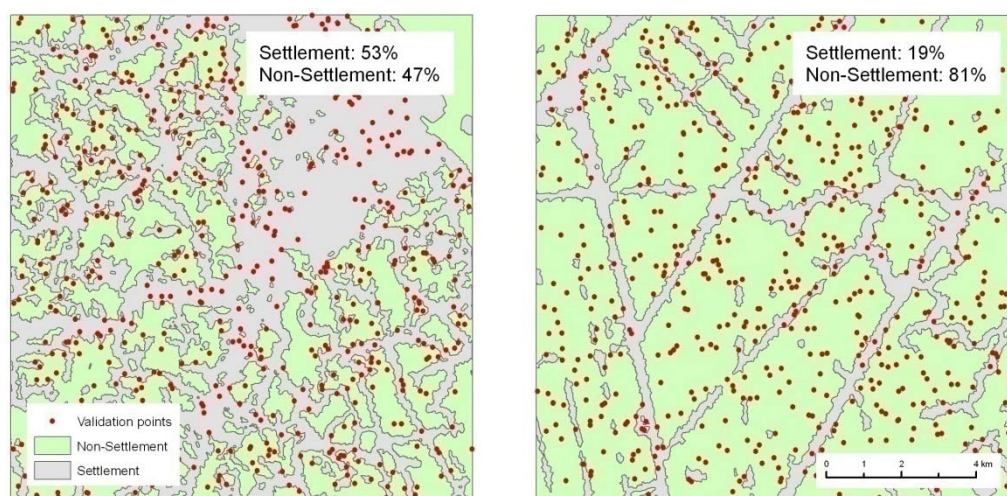 Settlement: 53%
Non-Settlement: 47%
Validation points
Non-Settlement
Settlement
Settlement: 19%
Non-Settlement: 81%
0 1 2 4 km